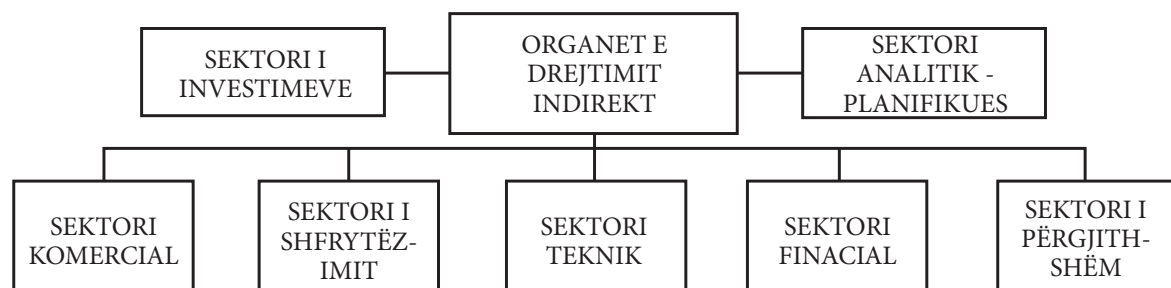 SEKTORI I
INVESTIMEVE
ORGANET E
DREJTIMIT
INDIREKT
SEKTORI
ANALITIK -
PLANIFIKUES
SEKTORI
KOMERCIAL
SEKTORI I
SHFRYTËZ-
IMIT
SEKTORI
TEKNIK
SEKTORI
FINACIAL
SEKTORI I
PËRGJITH-
SHËM